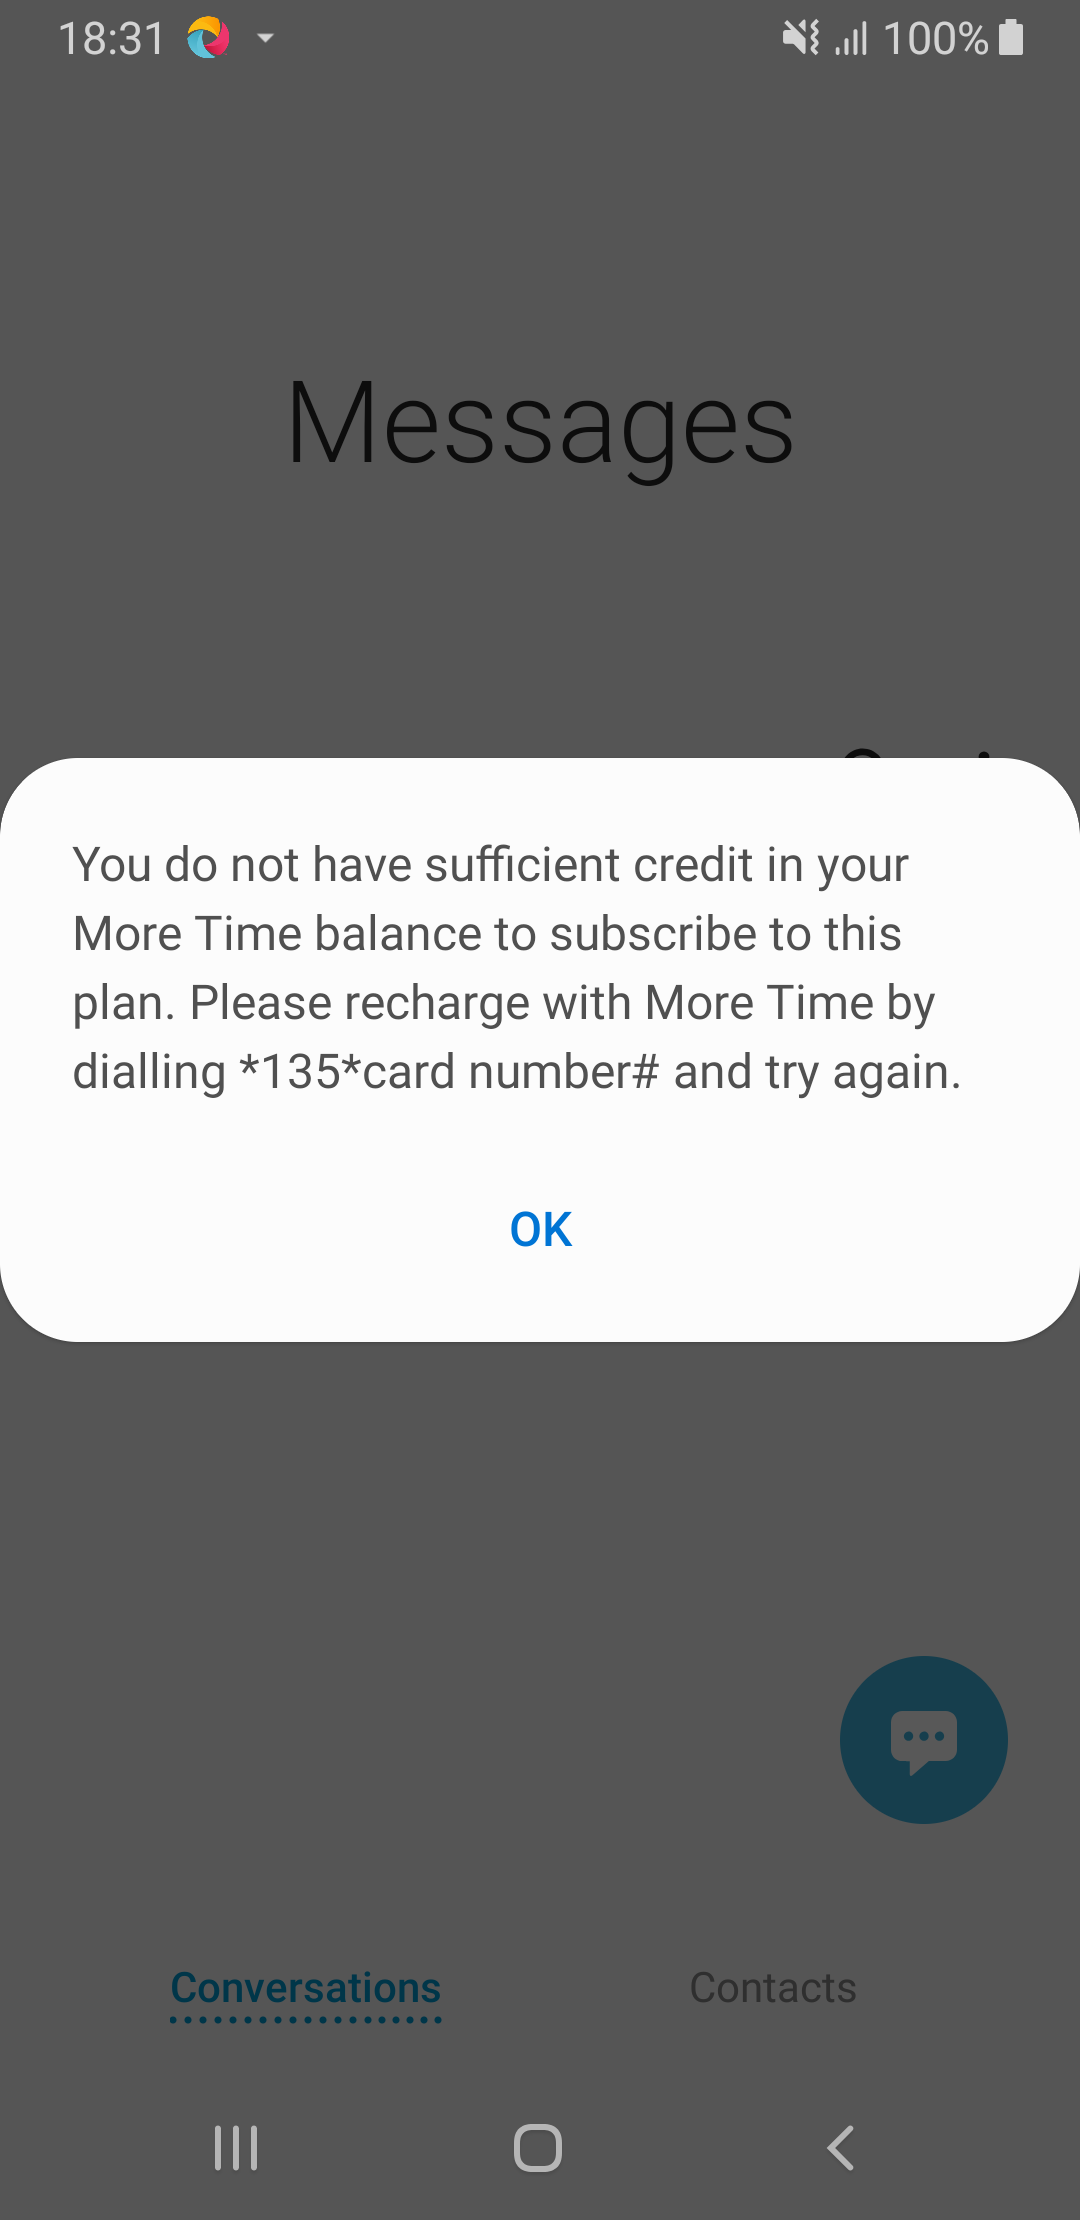 18:31
100%
Messages
You do not have sufficient credit in your
More Time balance to subscribe to this
plan. Please recharge with More Time by
dialling *135*card number# and try again.
OK
Conversations
Contacts